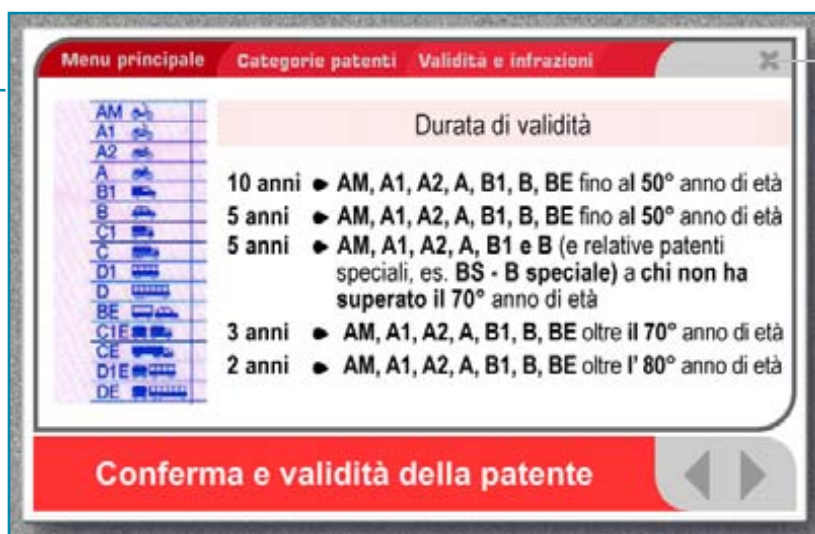 Menu principale Categorie patenti Validità e infrazioni
AM
A1
A2
A
B1
B
C1
C
D1
D
BE
C1E
CE
D1E
DE
Durata di validità
10 anni AM, A1, A2, A, B1, B, BE fino al 50° anno di età
5 anni AM, A1, A2, A, B1, B, BE fino al 50° anno di età
5 anni AM, A1, A2, A, B1 e B (e relative patenti
speciali, es. BS - B speciale) a chi non ha
superato il 70° anno di età
3 anni AM, A1, A2, A, B1, B, BE oltre il 70° anno di età
2 anni AM, A1, A2, A, B1, B, BE oltre l' 80° anno di età
Conferma e validità della patente